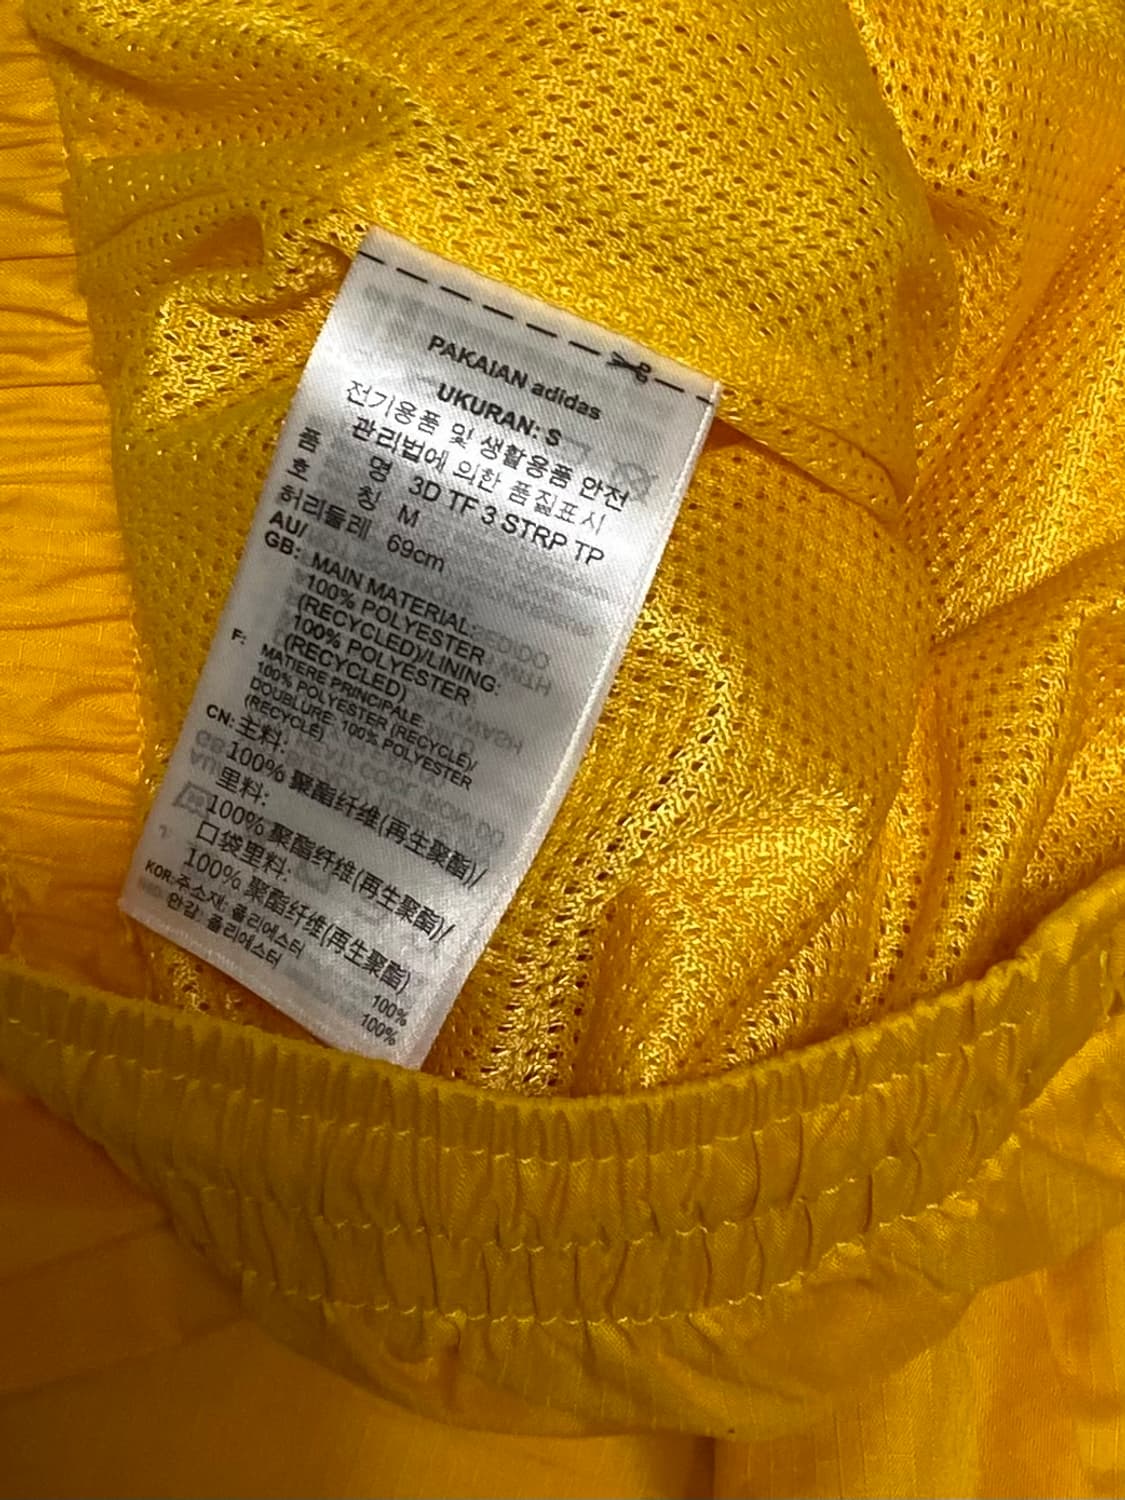 PAKAIAN adidas
UKURAN: S
전기용품 및 생활용품 안전
관리법에 의한 품질표시
품 명 3D TF 3 STRP TP
호 칭 M
허리둘레 69cm
AU/
GB: MAIN MATERIAL:
100% POLYESTER
(RECYCLED)/LINING:
100% POLYESTER
(RECYCLED)
F: MATIERE PRINCIPALE:
100% POLYESTER (RECYCLE)/
DOUBLURE: 100% POLYESTER
(RECYCLE)
CN: 主料:
100% 聚酯纤维(再生聚酯)/
里料:
100% 聚酯纤维(再生聚酯)/
口袋里料:
100% 聚酯纤维(再生聚酯)
KOR: 주소재: 폴리에스터 100%
안감: 폴리에스터 100%